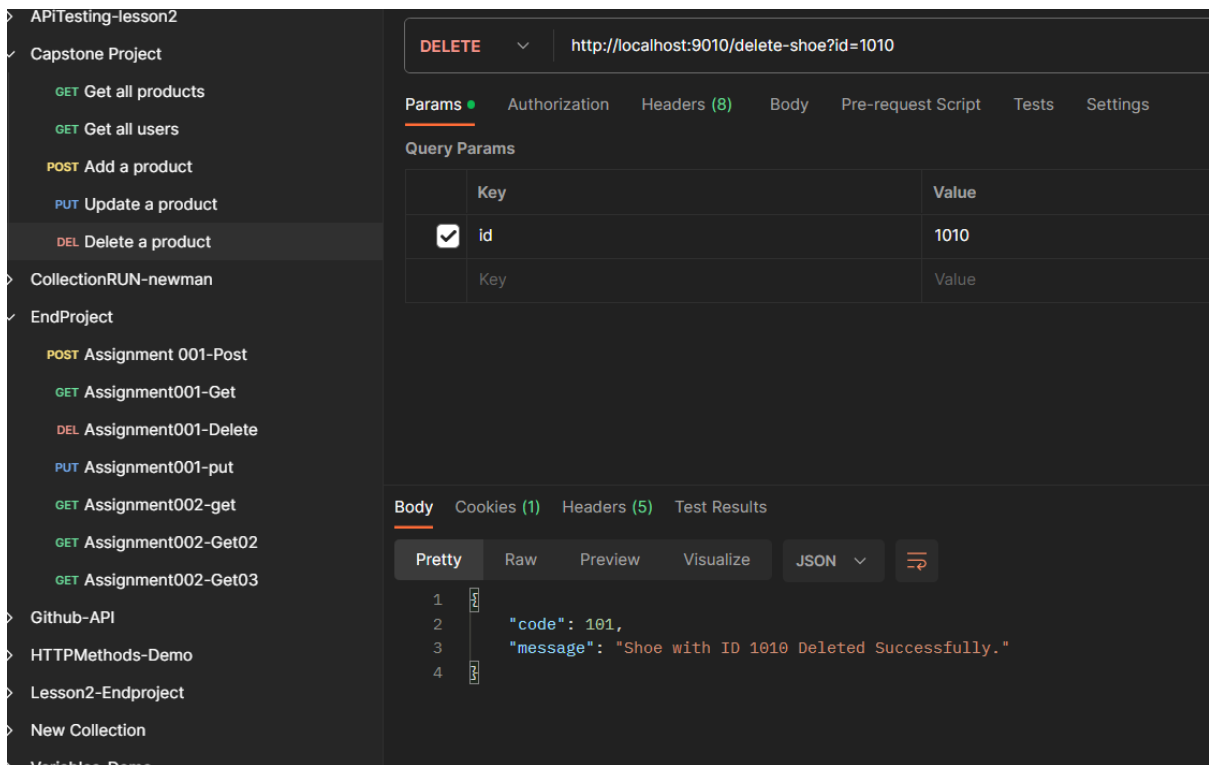 APiTesting-lesson2
Capstone Project
GET Get all products
GET Get all users
POST Add a product
PUT Update a product
DEL Delete a product
CollectionRUN-newman
EndProject
POST Assignment 001-Post
GET Assignment001-Get
DEL Assignment001-Delete
PUT Assignment001-put
GET Assignment002-get
GET Assignment002-Get02
GET Assignment002-Get03
Github-API
HTTPMethods-Demo
Lesson2-Endproject
New Collection
Variables-Demo
DELETE http://localhost:9010/delete-shoe?id=1010
Params Authorization Headers (8) Body Pre-request Script Tests Settings
Query Params
Key Value
id 1010
Key Value
Body Cookies (1) Headers (5) Test Results
Pretty Raw Preview Visualize JSON
1 {
2 "code": 101,
3 "message": "Shoe with ID 1010 Deleted Successfully."
4 }